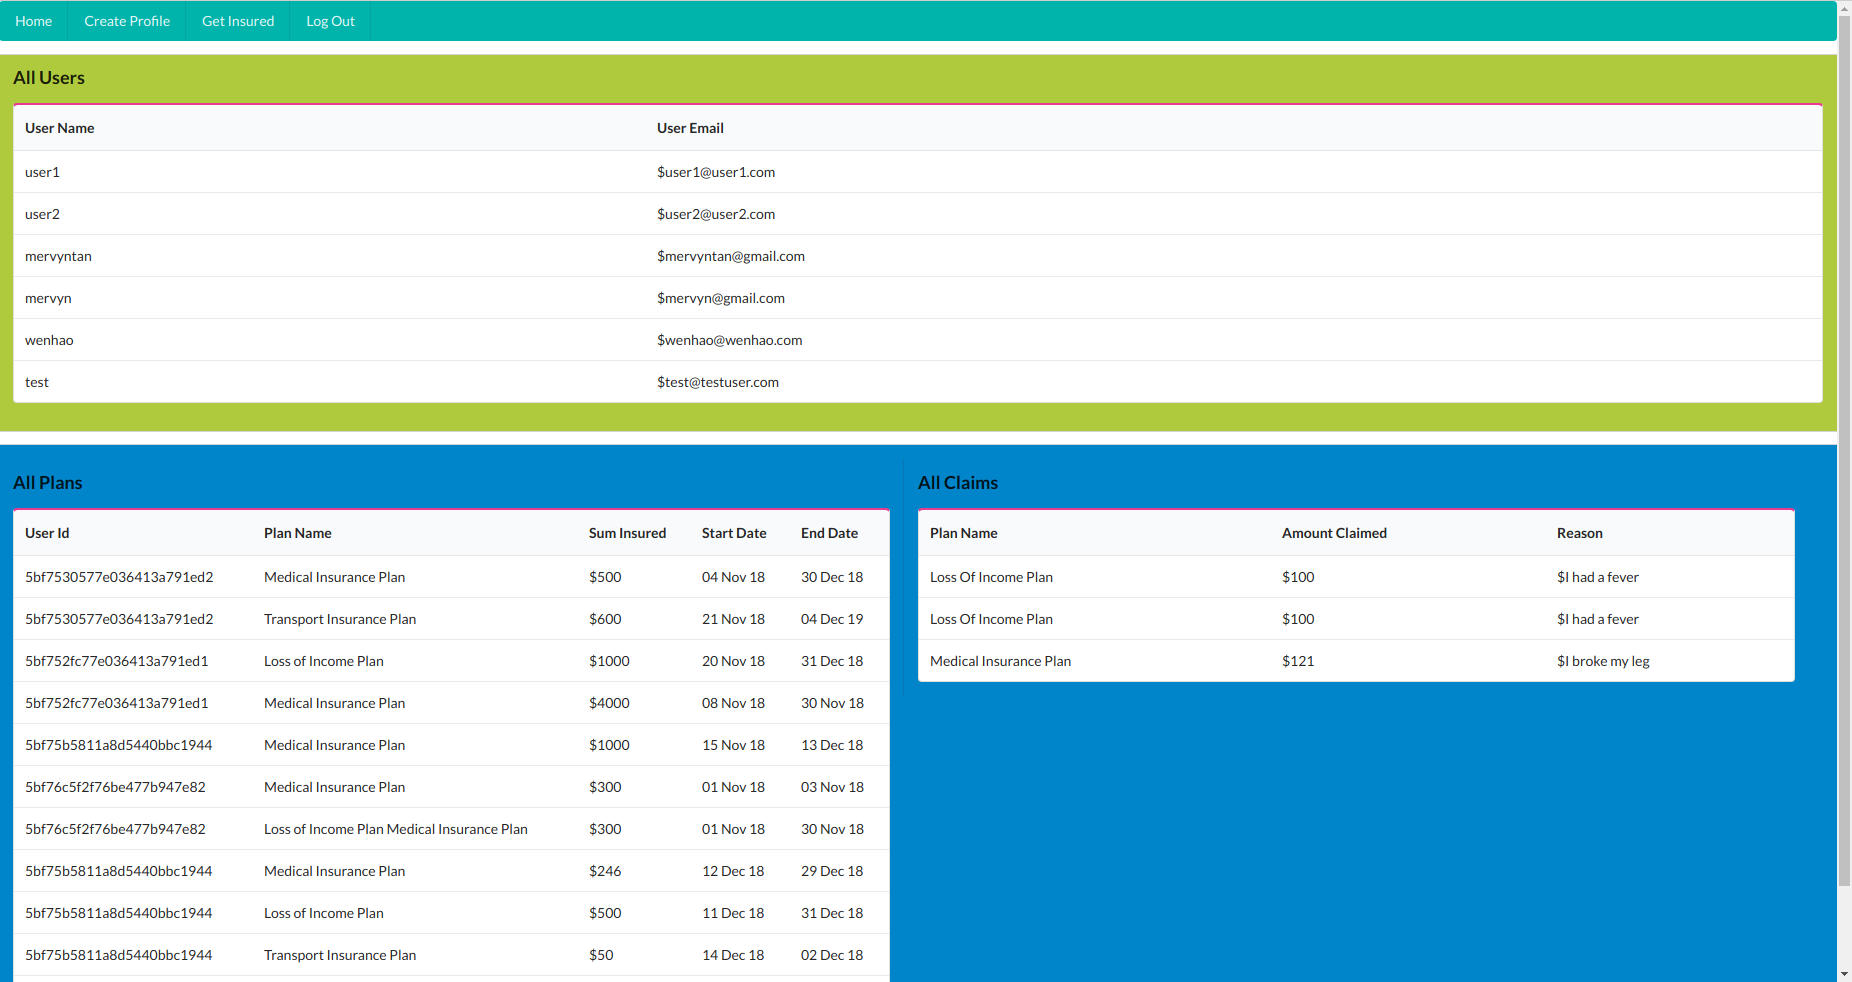 Home Create Profile Get Insured Log Out
All Users
User Name User Email
user1 $user1@user1.com
user2 $user2@user2.com
mervyntan $mervyntan@gmail.com
mervyn $mervyn@gmail.com
wenhao $wenhao@wenhao.com
test $test@testuser.com
All Plans
User Id Plan Name Sum Insured Start Date End Date
5bf7530577e036413a791ed2 Medical Insurance Plan $500 04 Nov 18 30 Dec 18
5bf7530577e036413a791ed2 Transport Insurance Plan $600 21 Nov 18 04 Dec 19
5bf752fc77e036413a791ed1 Loss of Income Plan $1000 20 Nov 18 31 Dec 18
5bf752fc77e036413a791ed1 Medical Insurance Plan $4000 08 Nov 18 30 Nov 18
5bf75b5811a8d5440bbc1944 Medical Insurance Plan $1000 15 Nov 18 13 Dec 18
5bf76c5f2f76be477b947e82 Medical Insurance Plan $300 01 Nov 18 03 Nov 18
5bf76c5f2f76be477b947e82 Loss of Income Plan Medical Insurance Plan $300 01 Nov 18 30 Nov 18
5bf75b5811a8d5440bbc1944 Medical Insurance Plan $246 12 Dec 18 29 Dec 18
5bf75b5811a8d5440bbc1944 Loss of Income Plan $500 11 Dec 18 31 Dec 18
5bf75b5811a8d5440bbc1944 Transport Insurance Plan $50 14 Dec 18 02 Dec 18
All Claims
Plan Name Amount Claimed Reason
Loss Of Income Plan $100 $I had a fever
Loss Of Income Plan $100 $I had a fever
Medical Insurance Plan $121 $I broke my leg